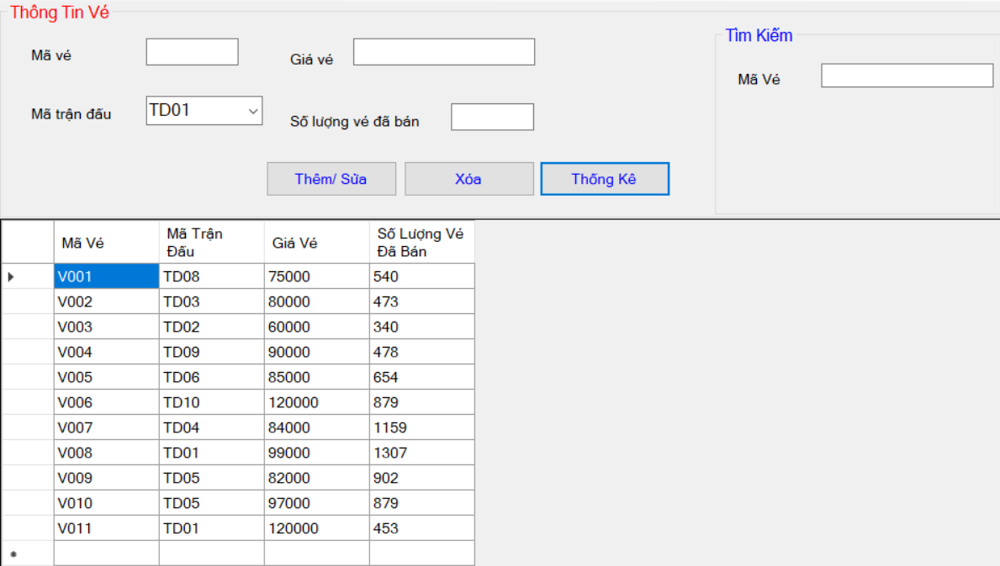 Thông Tin Vé
Mã vé
Giá vé
Mã trận đấu
TD01
Số lượng vé đã bán
Thêm/ Sửa
Xóa
Thống Kê
Tìm Kiếm
Mã Vé
Mã Vé
Mã Trận
Đấu
Giá Vé
Số Lượng Vé
Đã Bán
V001 TD08 75000 540
V002 TD03 80000 473
V003 TD02 60000 340
V004 TD09 90000 478
V005 TD06 85000 654
V006 TD10 120000 879
V007 TD04 84000 1159
V008 TD01 99000 1307
V009 TD05 82000 902
V010 TD05 97000 879
V011 TD01 120000 453